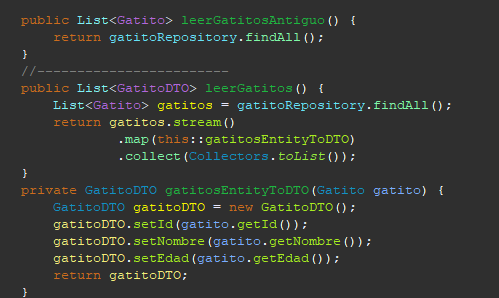 public List<Gatito> leerGatitosAntiguo() {
    return gatitoRepository.findAll();
}
//------------------------
public List<GatitoDTO> leerGatitos() {
    List<Gatito> gatitos = gatitoRepository.findAll();
    return gatitos.stream()
            .map(this::gatitosEntityToDTO)
            .collect(Collectors.toList());
}
private GatitoDTO gatitosEntityToDTO(Gatito gatito) {
    GatitoDTO gatitoDTO = new GatitoDTO();
    gatitoDTO.setId(gatito.getId());
    gatitoDTO.setNombre(gatito.getNombre());
    gatitoDTO.setEdad(gatito.getEdad());
    return gatitoDTO;
}